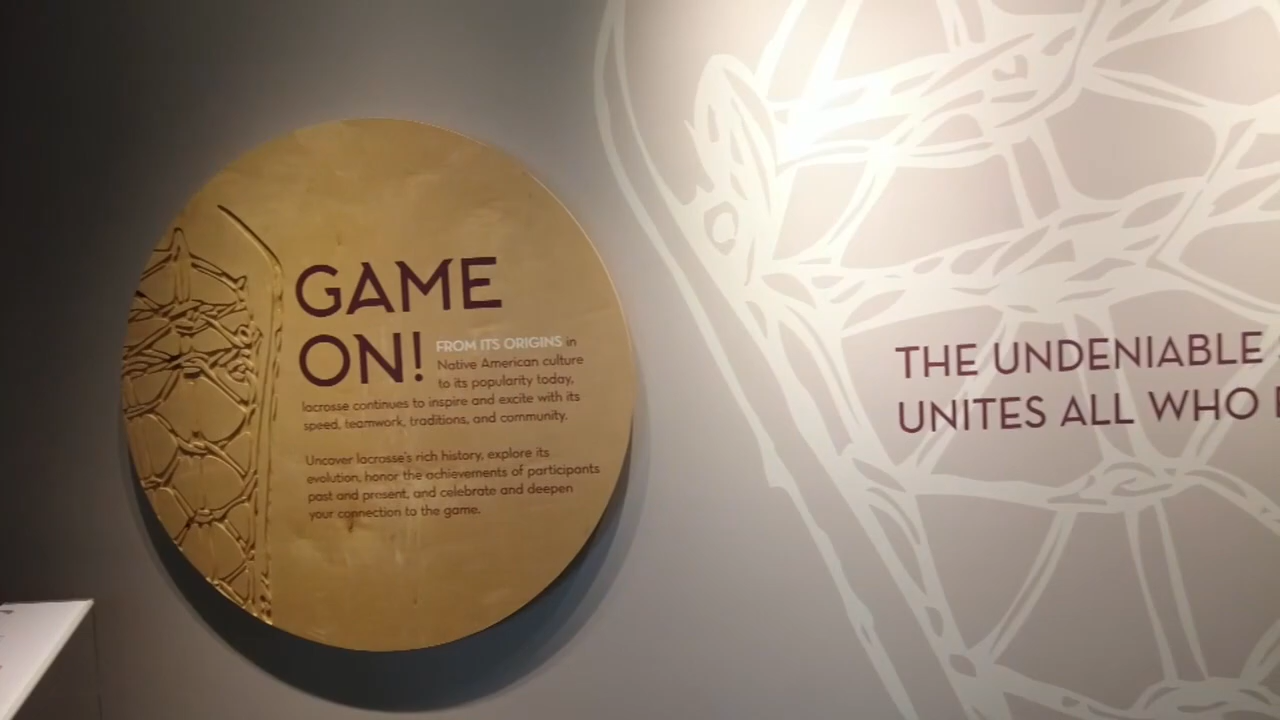 GAME
ON!
FROM ITS ORIGINS in
Native American culture
to its popularity today,
lacrosse continues to inspire and excite with its
speed, teamwork, traditions, and community.
Uncover lacrosse's rich history, explore its
evolution, honor the achievements of participants
past and present, and celebrate and deepen
your connection to the game.
THE UNDENIABLE
UNITES ALL WHO